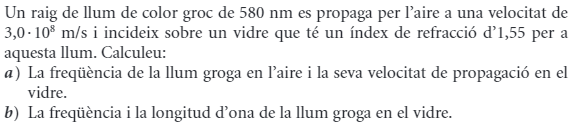 Un raig de llum de color groc de 580 nm es propaga per l'aire a una velocitat de
3,0·10⁸ m/s i incideix sobre un vidre que té un índex de refracció d'1,55 per a
aquesta llum. Calculeu:
a) La freqüència de la llum groga en l'aire i la seva velocitat de propagació en el
vidre.
b) La freqüència i la longitud d'ona de la llum groga en el vidre.